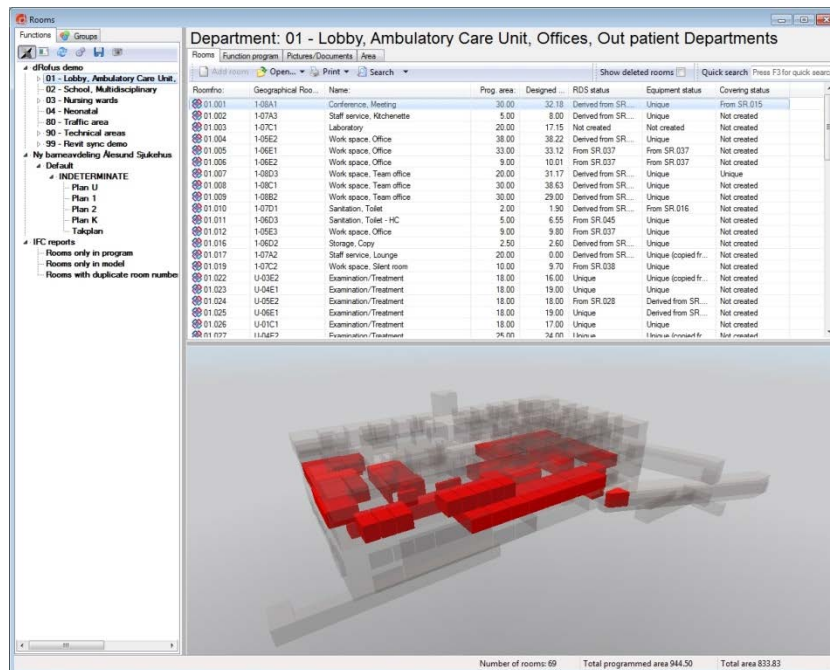 Rooms
Functions Groups
Department: 01 - Lobby, Ambulatory Care Unit, Offices, Out patient Departments
Rooms Function program Pictures/Documents Area
Add room Open... Print Search Show deleted rooms Quick search Press F3 for quick searc
dRofus demo
01 - Lobby, Ambulatory Care Unit,
02 - School, Multidisciplinary
03 - Nursing wards
04 - Neonatal
80 - Traffic area
90 - Technical areas
99 - Revit sync demo
Ny barneavdeling Ålesund Sjukehus
Default
INDETERMINATE
Plan U
Plan 1
Plan 2
Plan K
Takplan
IFC reports
Rooms only in program
Rooms only in model
Rooms with duplicate room number
Roomfno: Geographical Roo... Name: Prog. area: Designed ... RDS status Equipment status Covering status
01.001 1-08A1 Conference, Meeting 30.00 32.18 Derived from SR.... Unique From SR.015
01.002 1-07A3 Staff service, Kitchenette 5.00 8.00 Derived from SR.... Unique Not created
01.003 1-07C1 Laboratory 20.00 17.15 Not created Not created Not created
01.004 1-05E2 Work space, Office 38.00 38.22 Derived from SR.... Unique Not created
01.005 1-06E1 Work space, Office 33.00 33.12 From SR.037 From SR.037 Not created
01.006 1-06E2 Work space, Office 9.00 10.01 From SR.037 From SR.037 Not created
01.007 1-08D3 Work space, Team office 20.00 31.17 Derived from SR.... Unique Unique
01.008 1-08C1 Work space, Team office 30.00 38.63 Derived from SR.... Unique Not created
01.009 1-08B2 Work space, Team office 30.00 29.00 Derived from SR.... Unique Not created
01.010 1-07D1 Sanitation, Toilet 2.00 1.90 Derived from SR.... From SR.016 Not created
01.011 1-06D3 Sanitation, Toilet - HC 5.00 6.55 From SR.045 Unique Not created
01.012 1-05E3 Work space, Office 9.00 9.80 From SR.037 Unique Not created
01.016 1-06D2 Storage, Copy 2.50 2.60 Derived from SR.... Unique Not created
01.017 1-07A2 Staff service, Lounge 20.00 0.00 Derived from SR.... Unique (copied fr... Not created
01.019 1-07C2 Work space, Silent room 10.00 9.70 From SR.038 Unique Not created
01.022 U-03E2 Examination/Treatment 18.00 16.00 Unique Unique (copied fr... Not created
01.023 U-04E1 Examination/Treatment 18.00 19.00 Unique Unique Not created
01.024 U-05E2 Examination/Treatment 18.00 18.00 From SR.028 Derived from SR.... Not created
01.025 U-06E1 Examination/Treatment 18.00 19.00 Unique Derived from SR.... Not created
01.026 U-01C1 Examination/Treatment 18.00 17.00 Unique Unique Not created
01.027 U-04E2 Examination/Treatment 25.00 24.00 Unique Unique (copied fr... Not created
Number of rooms: 69 Total programmed area 944.50 Total area 833.83